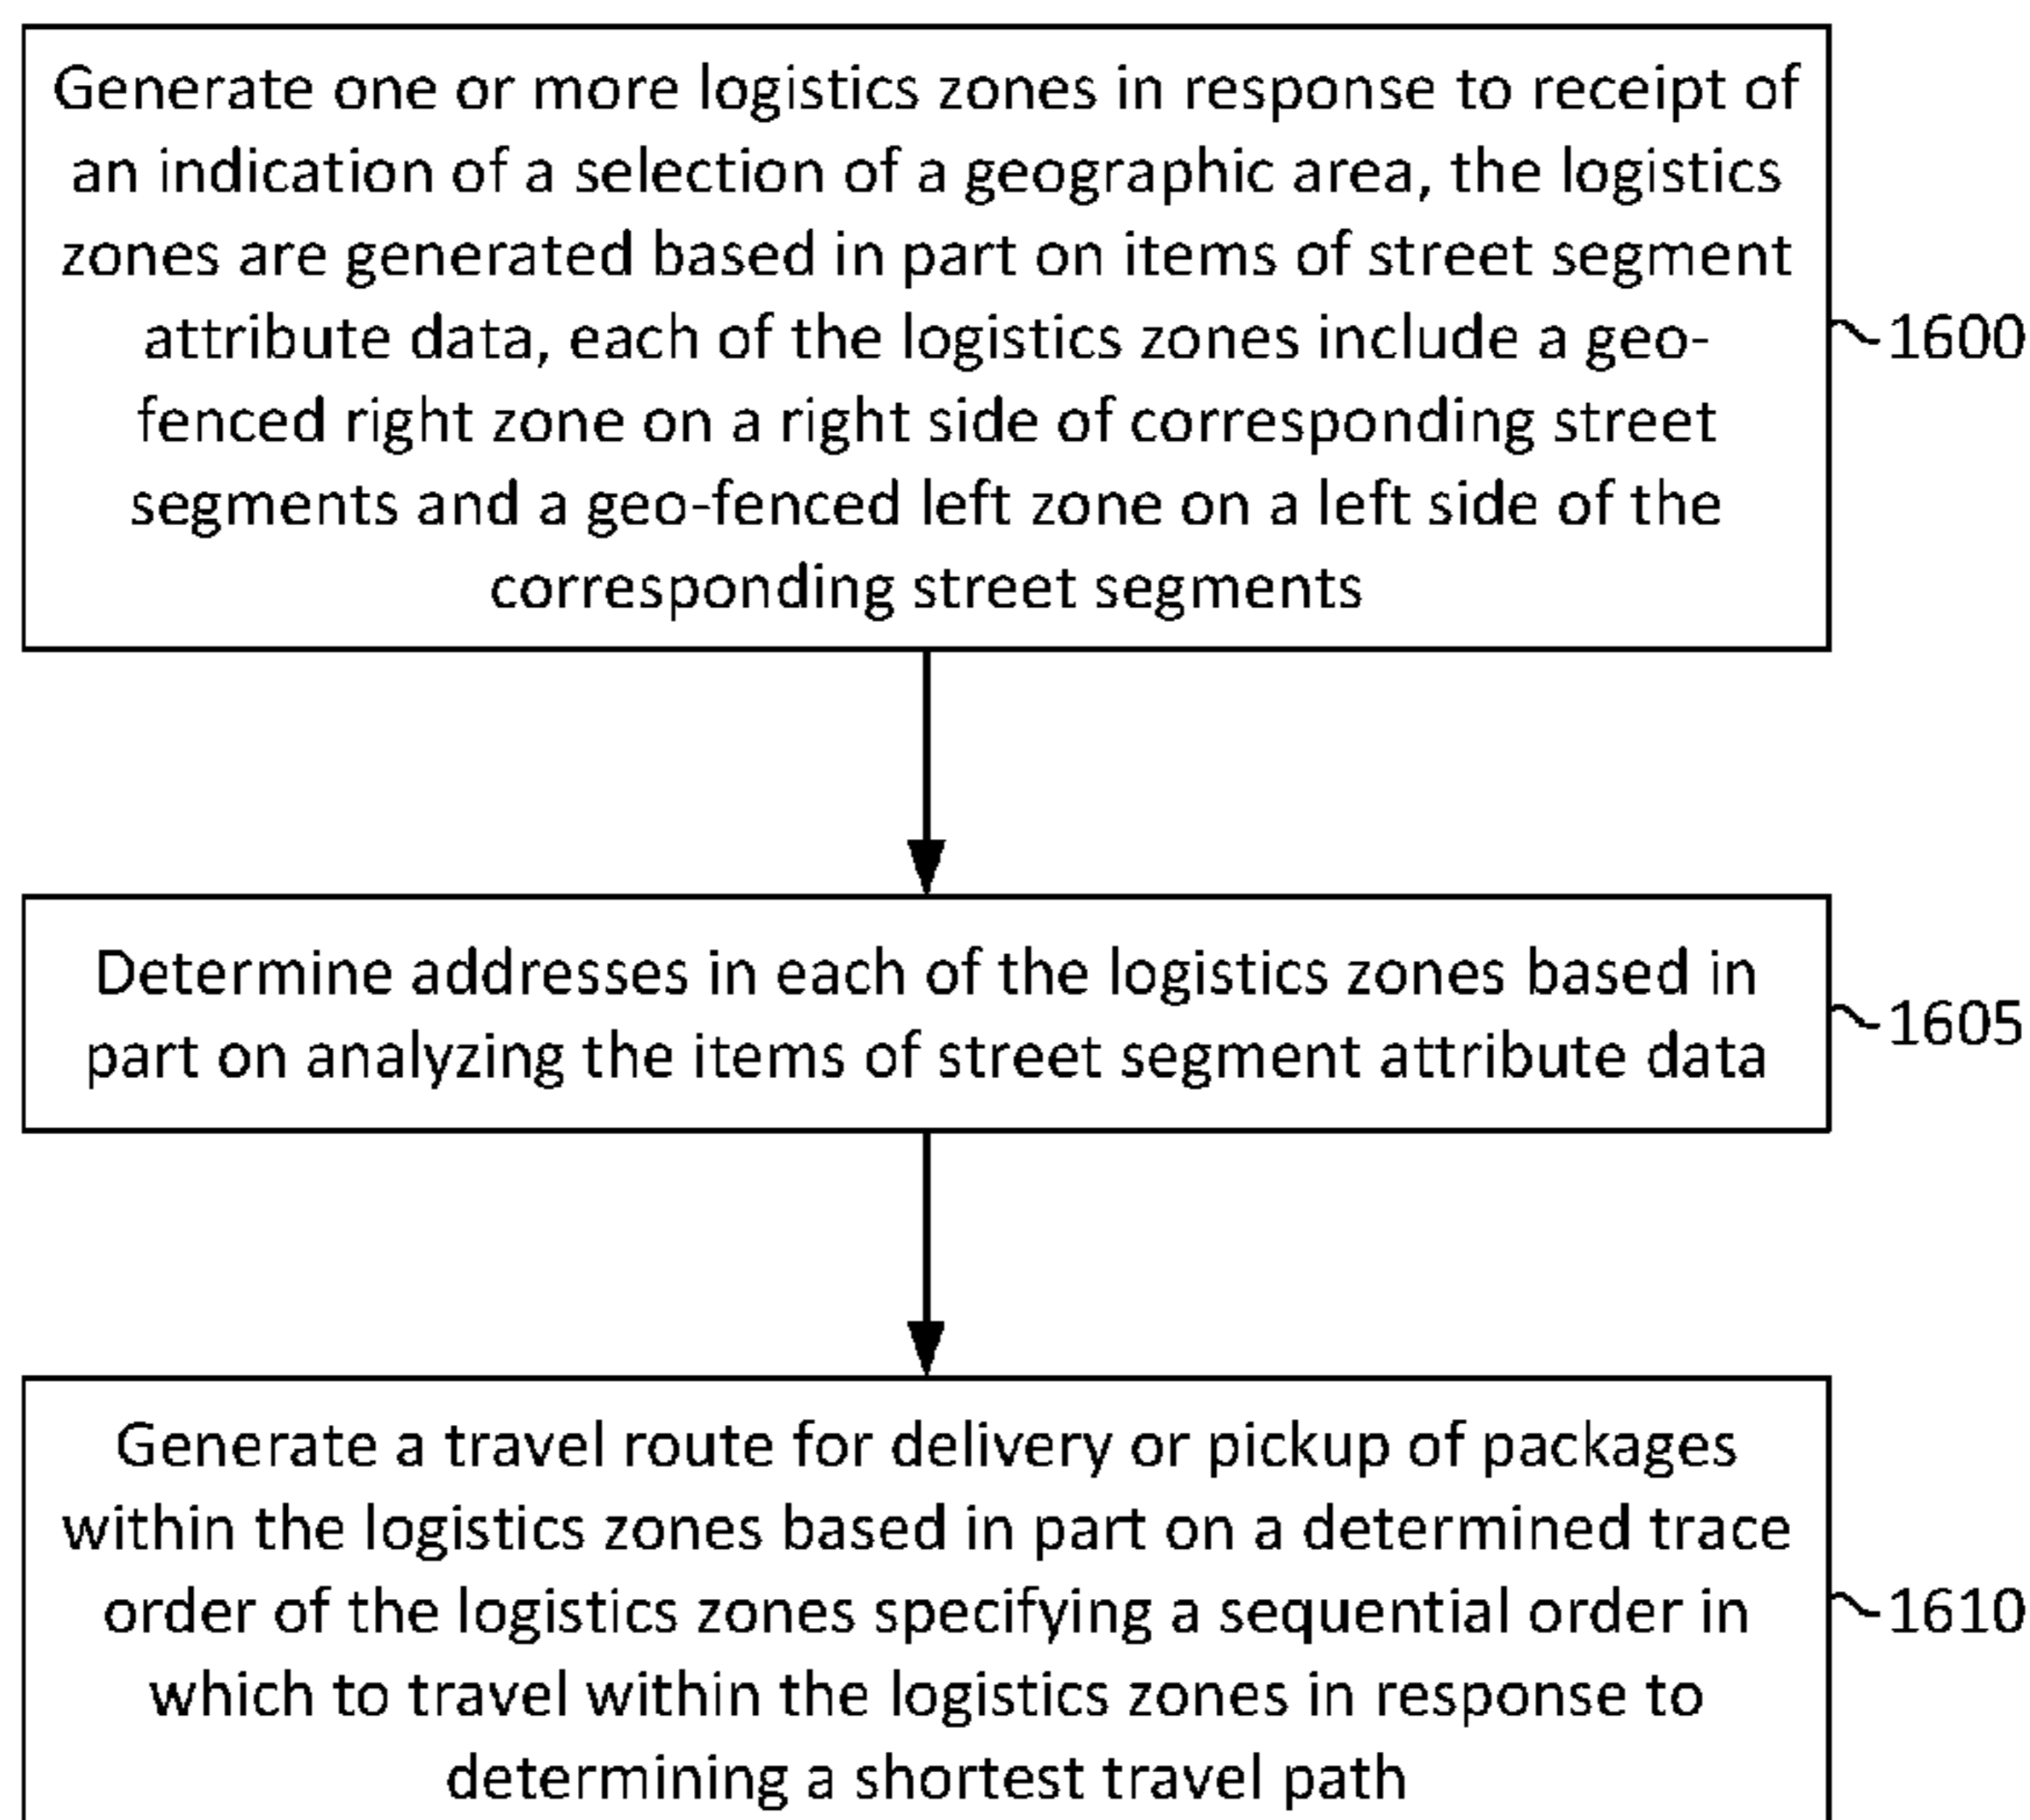 Generate one or more logistics zones in response to receipt of
an indication of a selection of a geographic area, the logistics
zones are generated based in part on items of street segment
attribute data, each of the logistics zones include a geo-
fenced right zone on a right side of corresponding street
segments and a geo-fenced left zone on a left side of the
corresponding street segments
1600
Determine addresses in each of the logistics zones based in
part on analyzing the items of street segment attribute data
1605
Generate a travel route for delivery or pickup of packages
within the logistics zones based in part on a determined trace
order of the logistics zones specifying a sequential order in
which to travel within the logistics zones in response to
determining a shortest travel path
1610